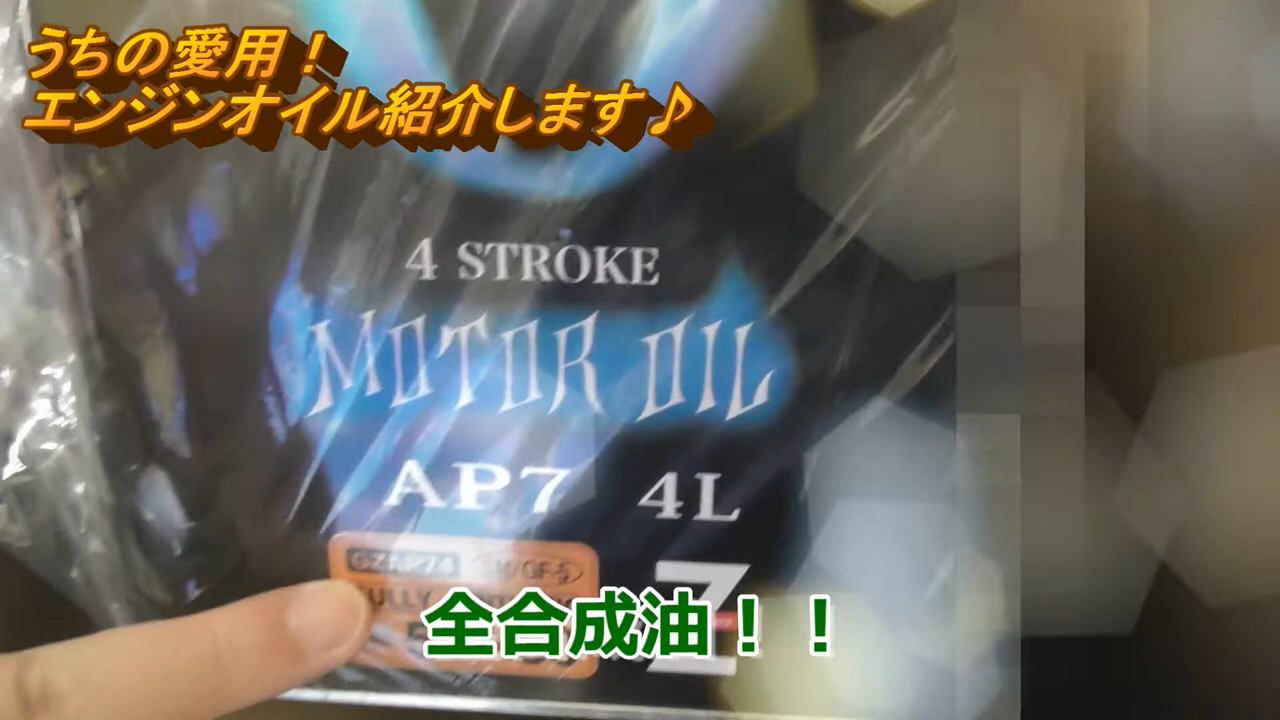 うちの愛用！
エンジンオイル紹介します♪
4 STROKE
MOTOR OIL
AP7 4L
Z
全合成油！！